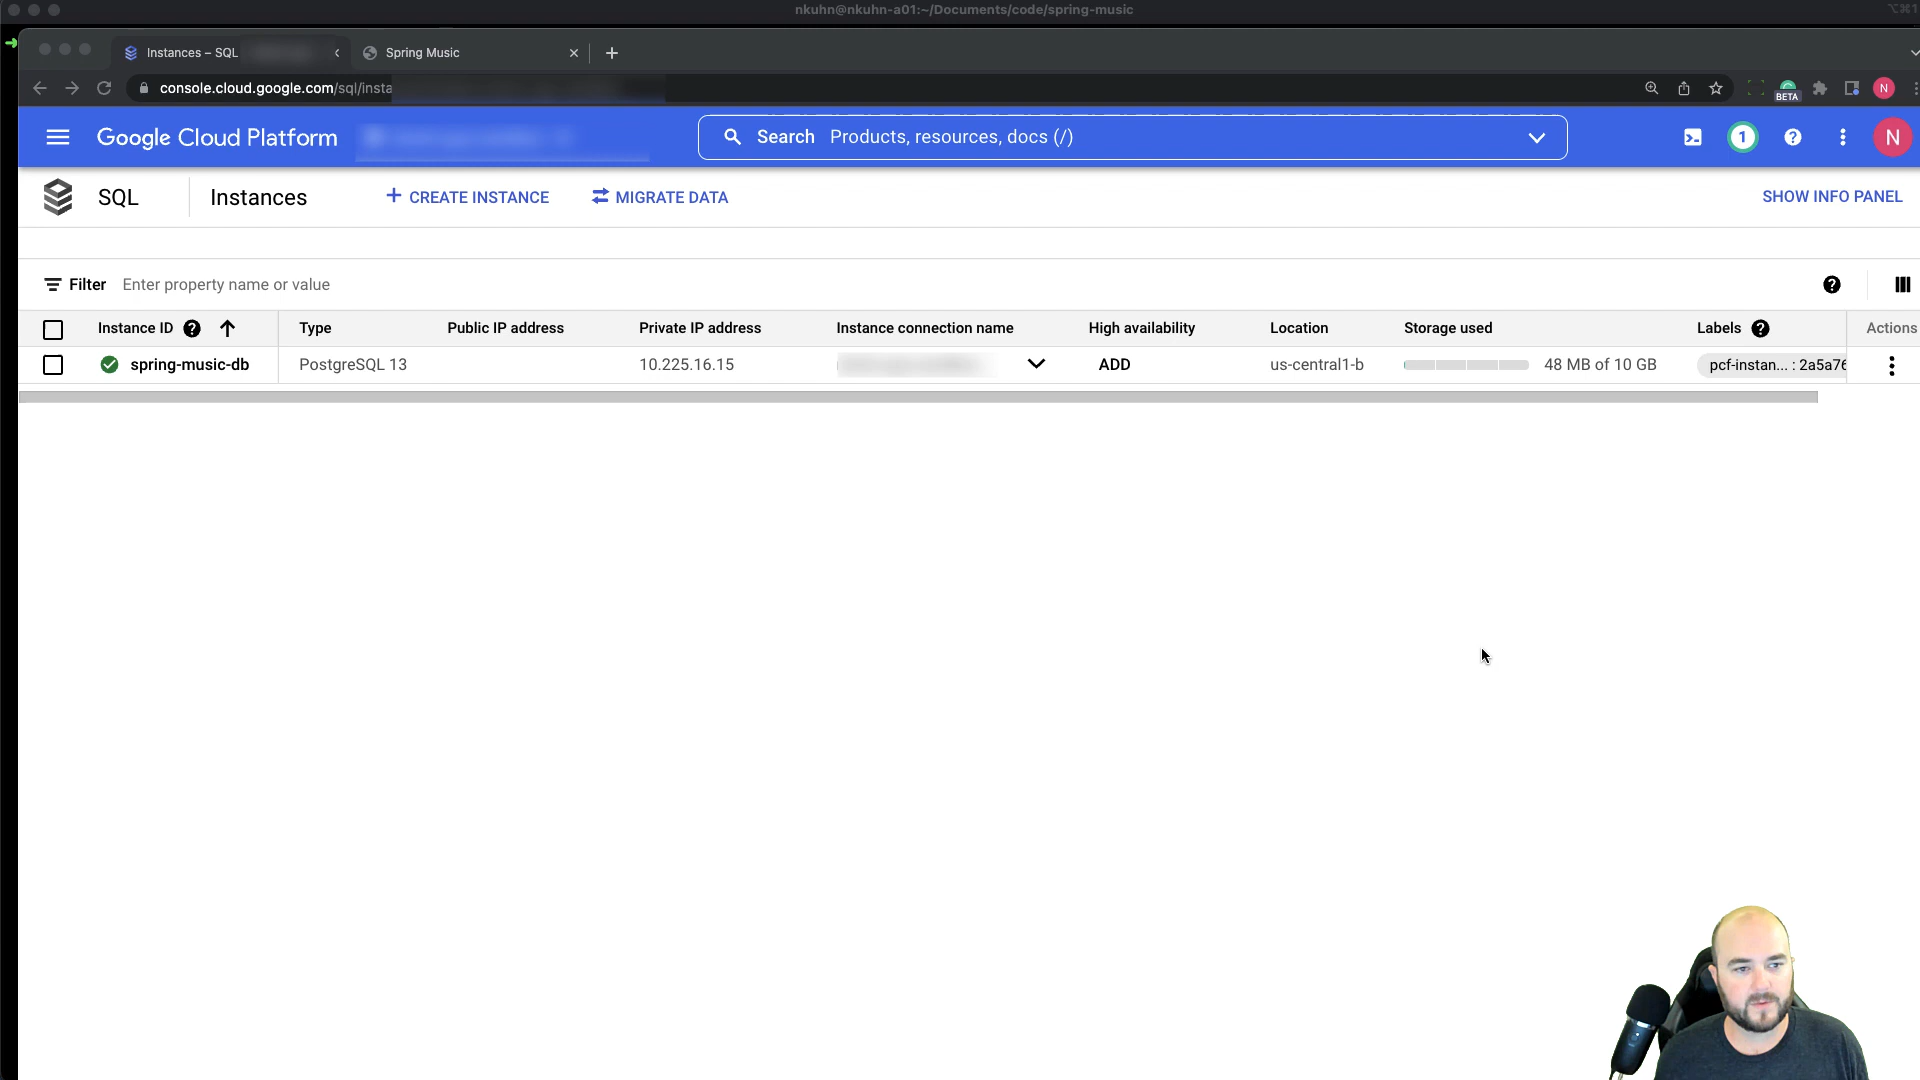 nkuhn@nkuhn-a01:~/Documents/code/spring-music
⌥⌘1
Instances – SQL
Spring Music
console.cloud.google.com/sql/insta
BETA
N
Google Cloud Platform
Search Products, resources, docs (/)
1
N
SQL
Instances
+ CREATE INSTANCE
MIGRATE DATA
SHOW INFO PANEL
Filter Enter property name or value
Instance ID Type Public IP address Private IP address Instance connection name High availability Location Storage used Labels Actions
spring-music-db PostgreSQL 13 10.225.16.15 ADD us-central1-b 48 MB of 10 GB pcf-instan... : 2a5a76